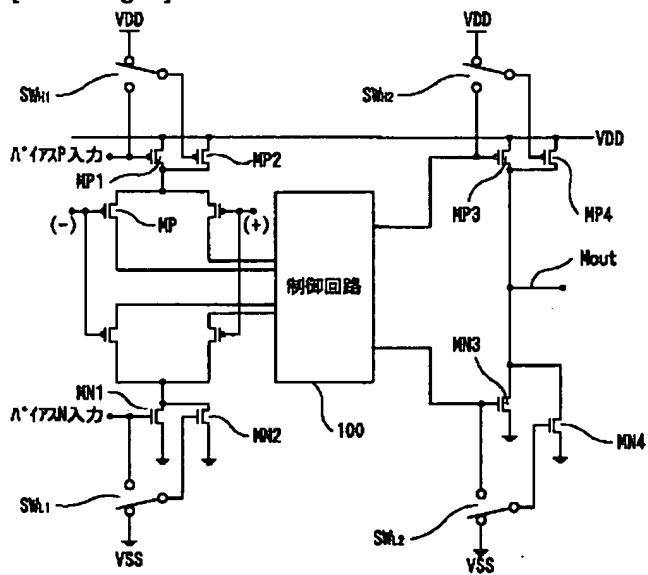 VDD
VDD
SWH1
SWH2
VDD
バイアスP入力
MP2
MP1
MP3
MP4
(-)
MP
(+)
制御回路
Nout
MN3
MN1
バイアスN入力
MN2
100
MN4
SWL1
SWL2
VSS
VSS